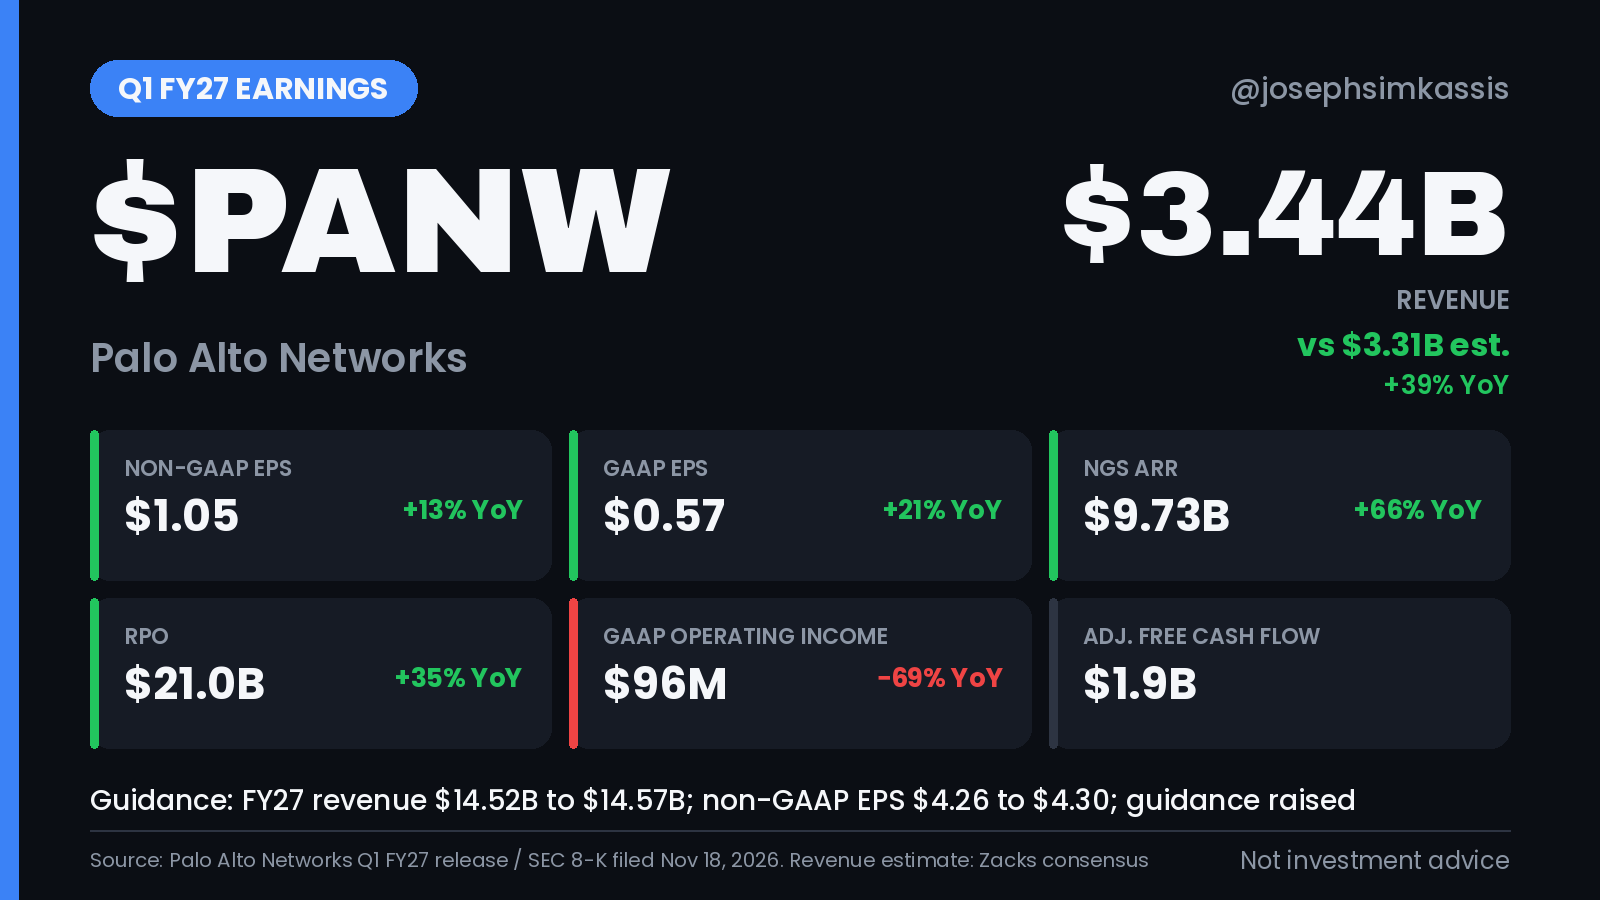 Q1 FY27 EARNINGS
@josephsimkassis
$PANW
$3.44B
REVENUE
vs $3.31B est.
+39% YoY
Palo Alto Networks
NON-GAAP EPS
$1.05
+13% YoY
GAAP EPS
$0.57
+21% YoY
NGS ARR
$9.73B
+66% YoY
RPO
$21.0B
+35% YoY
GAAP OPERATING INCOME
$96M
-69% YoY
ADJ. FREE CASH FLOW
$1.9B
Guidance: FY27 revenue $14.52B to $14.57B; non-GAAP EPS $4.26 to $4.30; guidance raised
Source: Palo Alto Networks Q1 FY27 release / SEC 8-K filed Nov 18, 2026. Revenue estimate: Zacks consensus
Not investment advice